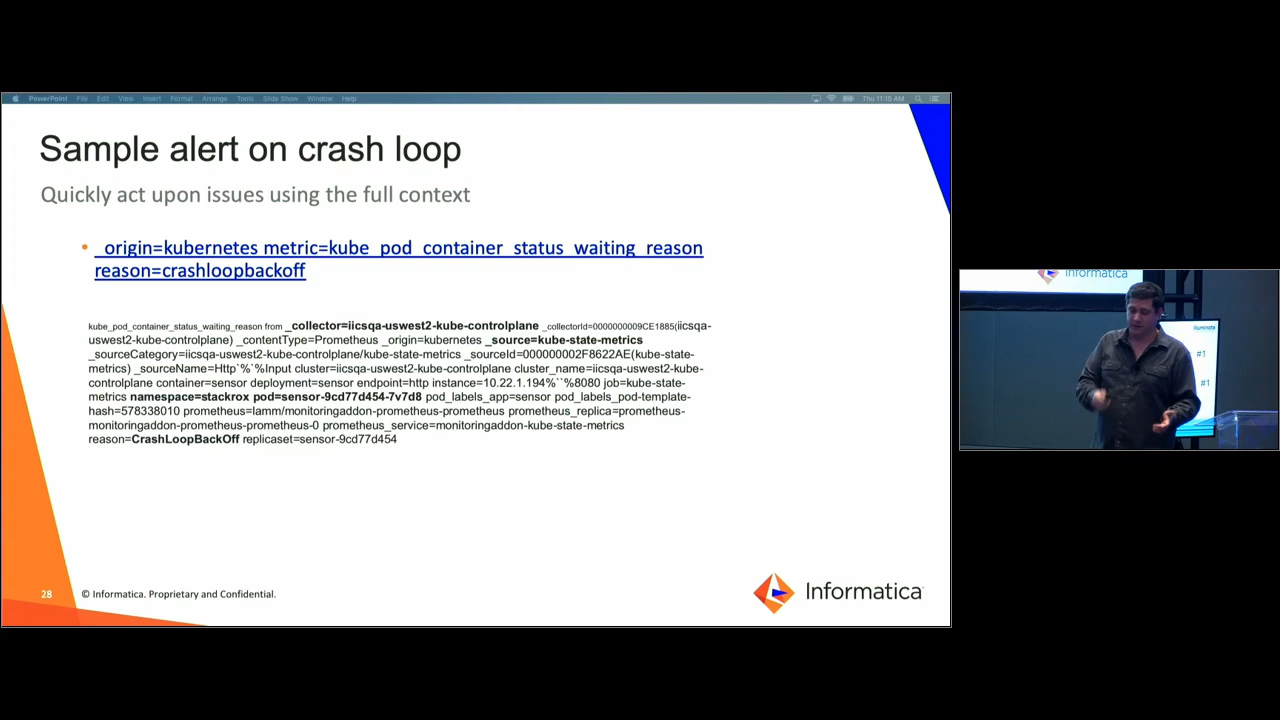 PowerPoint File Edit View Insert Format Arrange Tools Slide Show Window Help Thu 11:15 AM
Sample alert on crash loop
Quickly act upon issues using the full context
• _origin=kubernetes metric=kube_pod_container_status_waiting_reason
reason=crashloopbackoff
kube_pod_container_status_waiting_reason from _collector=iicsqa-uswest2-kube-controlplane _collectorId=0000000009CE1885(iicsqa-
uswest2-kube-controlplane) _contentType=Prometheus _origin=kubernetes _source=kube-state-metrics
_sourceCategory=iicsqa-uswest2-kube-controlplane/kube-state-metrics _sourceId=000000002F8622AE(kube-state-
metrics) _sourceName=Http`%`%Input cluster=iicsqa-uswest2-kube-controlplane cluster_name=iicsqa-uswest2-kube-
controlplane container=sensor deployment=sensor endpoint=http instance=10.22.1.194%``%8080 job=kube-state-
metrics namespace=stackrox pod=sensor-9cd77d454-7v7d8 pod_labels_app=sensor pod_labels_pod-template-
hash=578338010 prometheus=lamm/monitoringaddon-prometheus-prometheus prometheus_replica=prometheus-
monitoringaddon-prometheus-prometheus-0 prometheus_service=monitoringaddon-kube-state-metrics
reason=CrashLoopBackOff replicaset=sensor-9cd77d454
28 © Informatica. Proprietary and Confidential.
Informatica
Informatica
illuminate
#1
#1